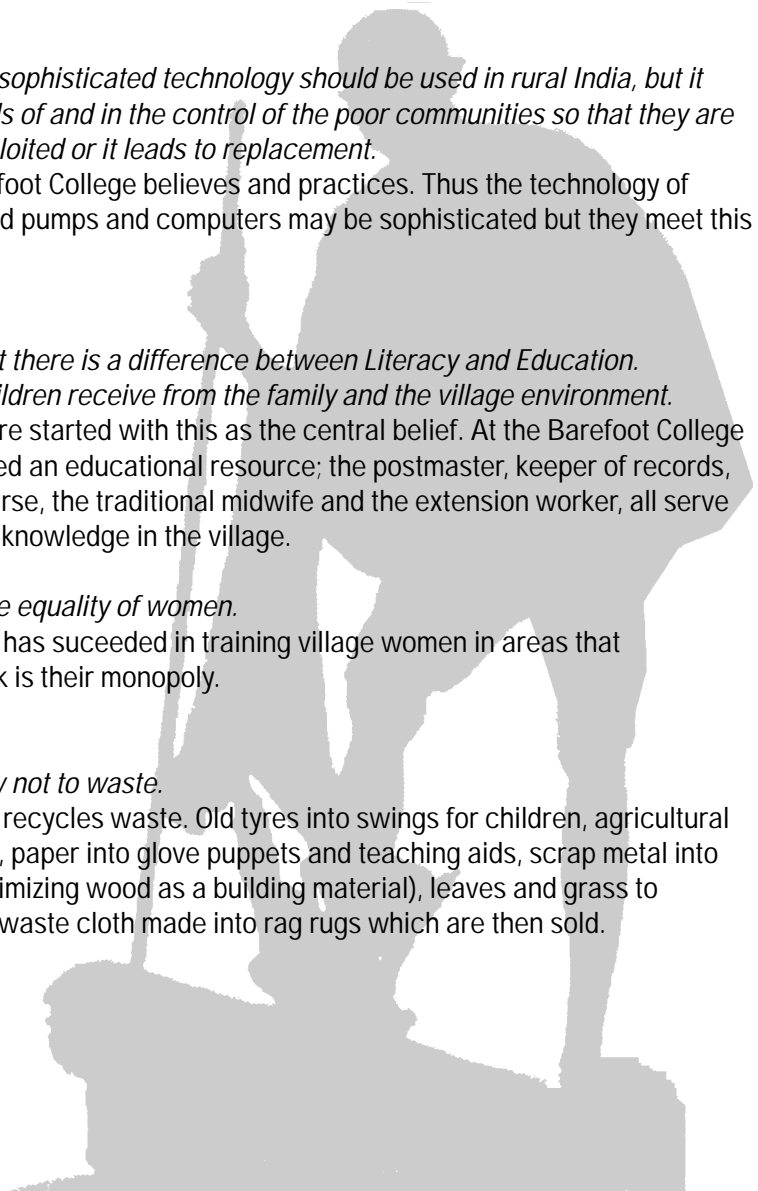 sophisticated technology should be used in rural India, but it
ds of and in the control of the poor communities so that they are
loited or it leads to replacement.
efoot College believes and practices. Thus the technology of
d pumps and computers may be sophisticated but they meet this
t there is a difference between Literacy and Education.
ildren receive from the family and the village environment.
re started with this as the central belief. At the Barefoot College
ed an educational resource; the postmaster, keeper of records,
rse, the traditional midwife and the extension worker, all serve
knowledge in the village.
e equality of women.
has suceeded in training village women in areas that
k is their monopoly.
y not to waste.
recycles waste. Old tyres into swings for children, agricultural
, paper into glove puppets and teaching aids, scrap metal into
imizing wood as a building material), leaves and grass to
waste cloth made into rag rugs which are then sold.